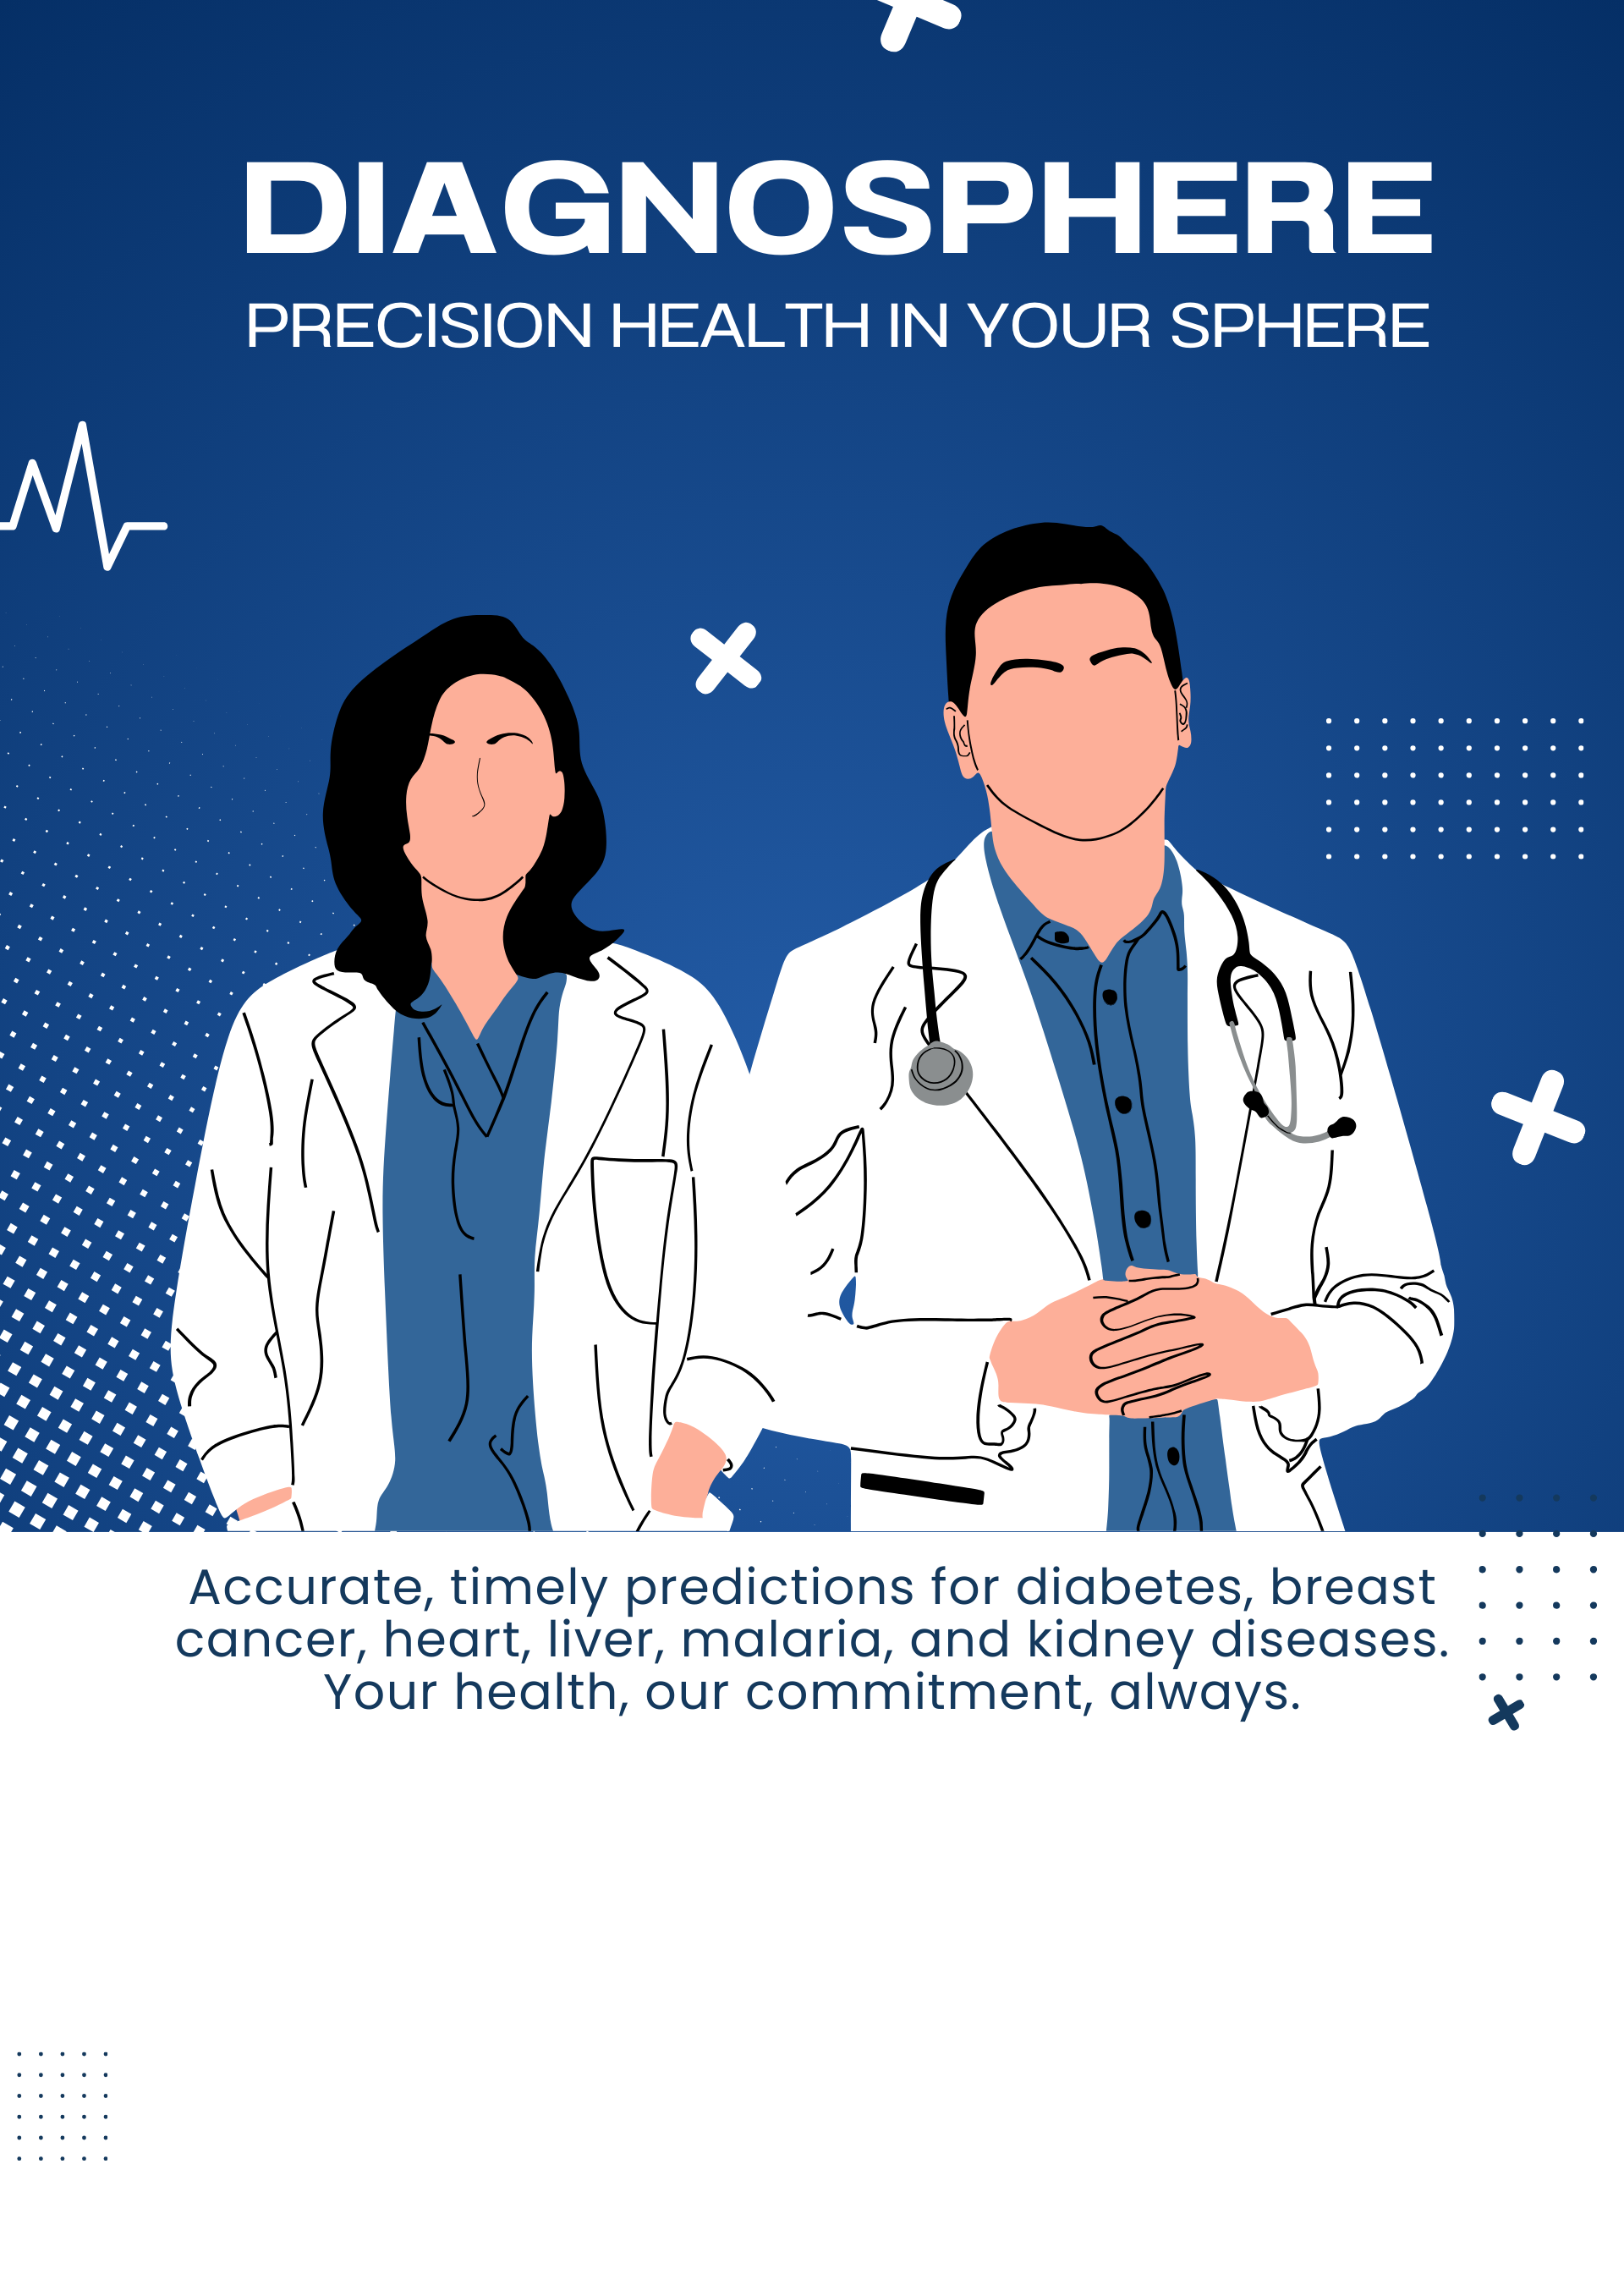 DIAGNOSPHERE
PRECISION HEALTH IN YOUR SPHERE
Accurate, timely predictions for diabetes, breast
cancer, heart, liver, malaria, and kidney diseases.
Your health, our commitment, always.